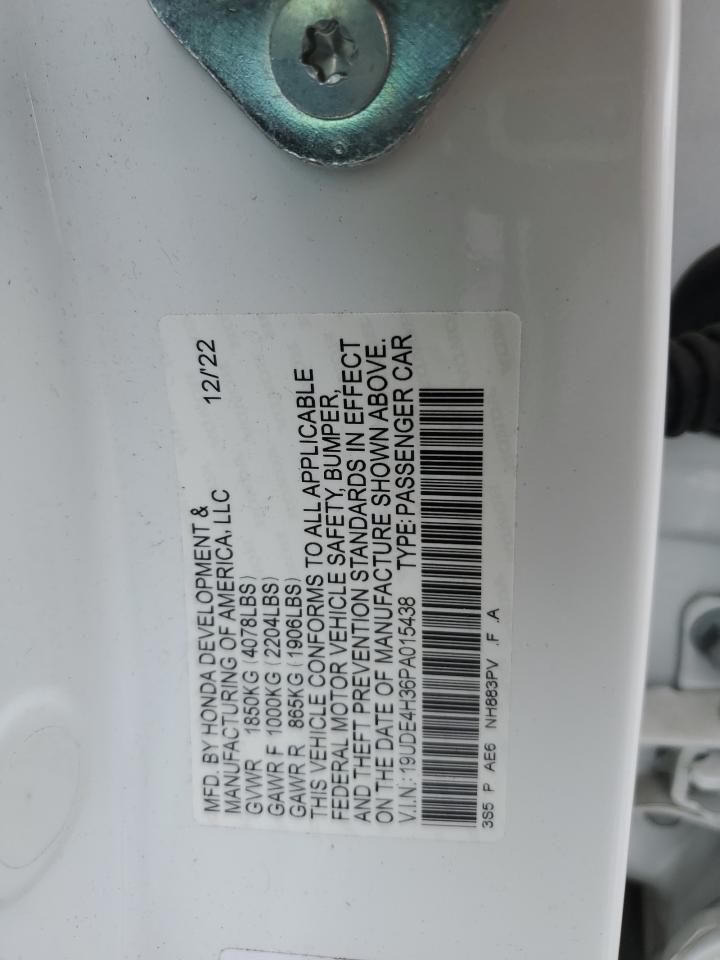 MFD. BY HONDA DEVELOPMENT & 12/'22
MANUFACTURING OF AMERICA, LLC
GVWR 1850KG (4078LBS)
GAWR F 1000KG (2204LBS)
GAWR R 865KG (1906LBS)
THIS VEHICLE CONFORMS TO ALL APPLICABLE
FEDERAL MOTOR VEHICLE SAFETY, BUMPER,
AND THEFT PREVENTION STANDARDS IN EFFECT
ON THE DATE OF MANUFACTURE SHOWN ABOVE.
V.I.N.: 19UDE4H36PA015438 TYPE: PASSENGER CAR
3S5 P AE6 NH883PV .F .A